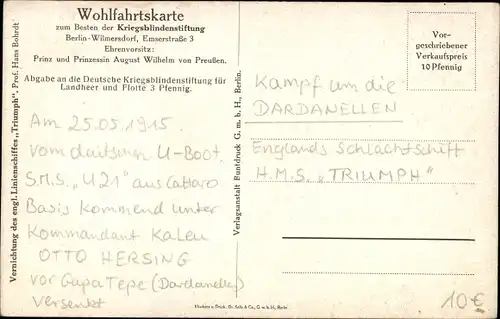 Wohlfahrtskarte
zum Besten der Kriegsblindenstiftung
Berlin-Wilmersdorf, Emserstraße 3
Ehrenvorsitz:
Prinz und Prinzessin August Wilhelm von Preußen.
Abgabe an die Deutsche Kriegsblindenstiftung für
Landheer und Flotte 3 Pfennig.
Am 25.05.1915
vom deutschen U-Boot
S.M.S. „U21" aus Cattaro
Basis kommend unter
Kommandant Kaleu
OTTO HERSING
vor Gapa Tepe (Dardanellen)
versenkt
Vernichtung des engl. Linienschiffes „Triumph". Prof. Hans Bohrdt
Verlagsanstalt Buntdruck G. m. b. H., Berlin.
Vor-
geschriebener
Verkaufspreis
10 Pfennig
Kampf um die
DARDANELLEN
Englands Schlachtschiff
H.M.S. „TRIUMPH"
10€